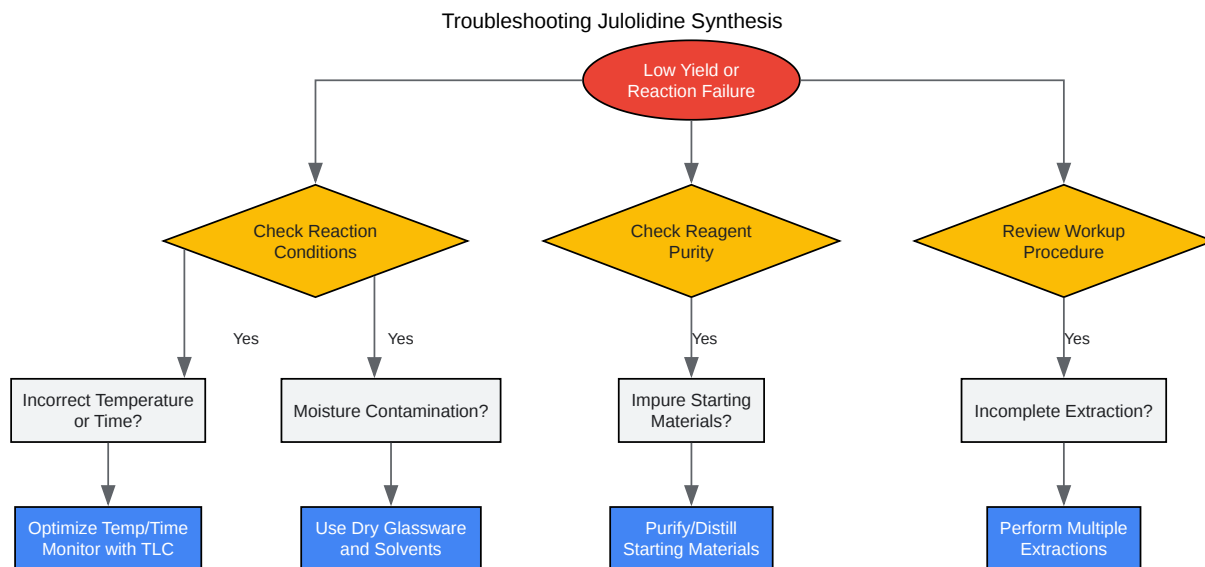 Troubleshooting Julolidine Synthesis
Low Yield or
Reaction Failure
Check Reaction
Conditions
Check Reagent
Purity
Review Workup
Procedure
Yes
Yes
Yes
Yes
Incorrect Temperature
or Time?
Moisture Contamination?
Impure Starting
Materials?
Incomplete Extraction?
Optimize Temp/Time
Monitor with TLC
Use Dry Glassware
and Solvents
Purify/Distill
Starting Materials
Perform Multiple
Extractions